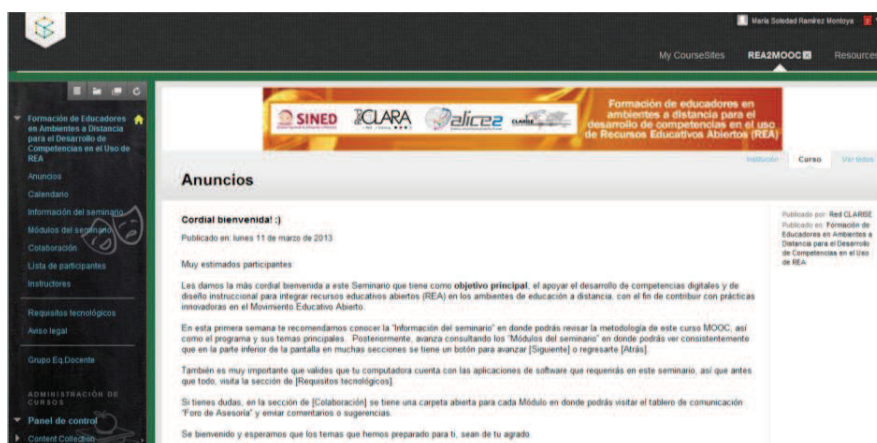 María Soledad Ramírez Montoya
My CourseSites
REA2MOOC
Resources
SINED
CLARA
alice2
Formación de educadores en
ambientes a distancia para el
desarrollo de competencias en el uso
de Recursos Educativos Abiertos (REA)
Institución
Curso
Ver todos
Formación de Educadores
en Ambientes a Distancia
para el Desarrollo de
Competencias en el Uso de
REA
Anuncios
Calendario
Información del seminario
Módulos del seminario
Colaboración
Lista de participantes
Instructores
Requisitos tecnológicos
Aviso legal
Grupo Eq.Docente
ADMINISTRACIÓN DE
CURSOS
Panel de control
Content Collection
Anuncios
Cordial bienvenida! :)
Publicado en: lunes 11 de marzo de 2013
Muy estimados participantes
Les damos la más cordial bienvenida a este Seminario que tiene como objetivo principal, el apoyar el desarrollo de competencias digitales y de
diseño instruccional para integrar recursos educativos abiertos (REA) en los ambientes de educación a distancia, con el fin de contribuir con prácticas
innovadoras en el Movimiento Educativo Abierto.
En esta primera semana te recomendamos conocer la "Información del seminario" en donde podrás revisar la metodología de este curso MOOC, así
como el programa y sus temas principales. Posteriormente, avanza consultando los "Módulos del seminario" en donde podrás ver consistentemente
que en la parte inferior de la pantalla en muchas secciones se tiene un botón para avanzar [Siguiente] o regresarte [Atrás].
También es muy importante que valides que tu computadora cuenta con las aplicaciones de software que requerirás en este seminario, así que antes
que todo, visita la sección de [Requisitos tecnológicos]
Si tienes dudas, en la sección de [Colaboración] se tiene una carpeta abierta para cada Módulo en donde podrás visitar el tablero de comunicación
"Foro de Asesoría" y enviar comentarios o sugerencias.
Se bienvenido y esperamos que los temas que hemos preparado para ti, sean de tu agrado
Publicado por: Red CLARISE
Publicado en: Formación de
Educadores en Ambientes a
Distancia para el Desarrollo
de Competencias en el Uso
de REA